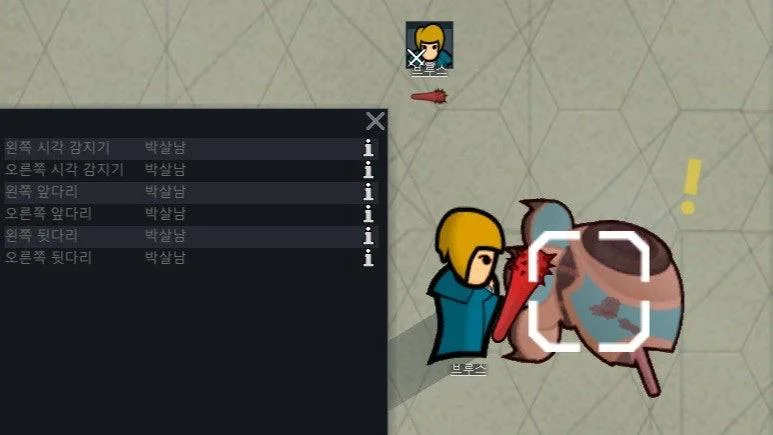 브루스
왼쪽 시각 감지기 박살남
오른쪽 시각 감지기 박살남
왼쪽 앞다리 박살남
오른쪽 앞다리 박살남
왼쪽 뒷다리 박살남
오른쪽 뒷다리 박살남
!
브루스